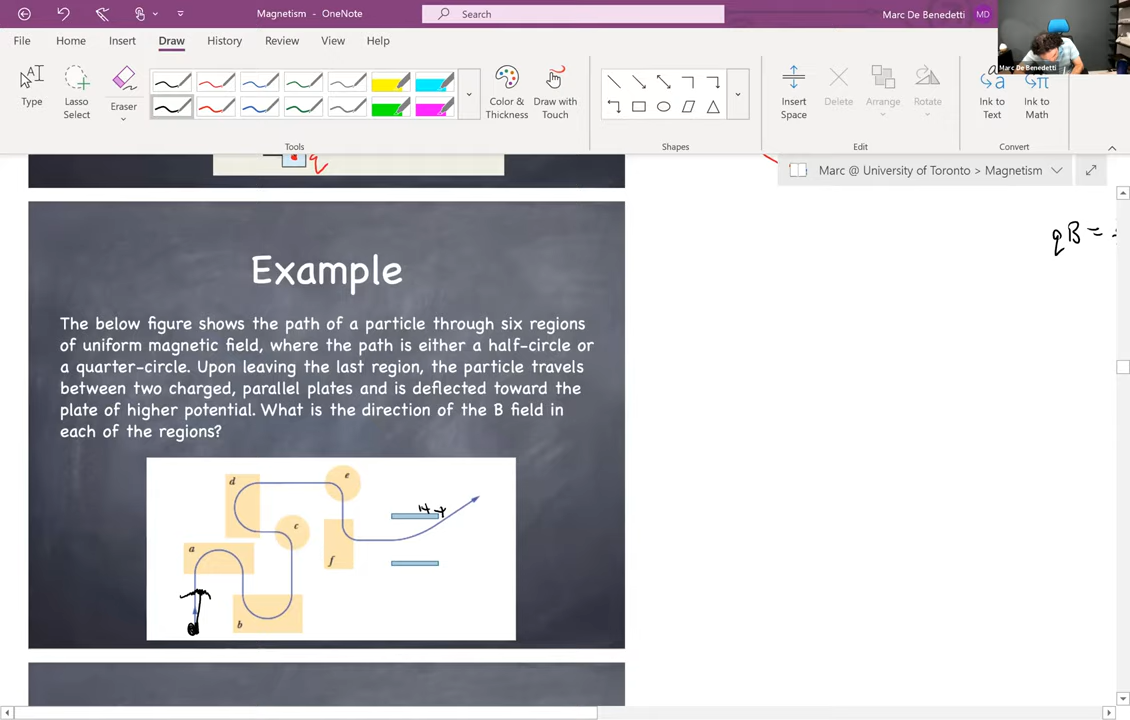 Magnetism - OneNote
Search
Marc De Benedetti
MD
File
Home
Insert
Draw
History
Review
View
Help
Type
Lasso
Select
Eraser
Color &
Thickness
Draw with
Touch
Insert
Space
Delete
Arrange
Rotate
Ink to
Text
Ink to
Math
Tools
Shapes
Edit
Convert
Marc De Benedetti
Marc @ University of Toronto > Magnetism
q
qB =
Example
The below figure shows the path of a particle through six regions
of uniform magnetic field, where the path is either a half-circle or
a quarter-circle. Upon leaving the last region, the particle travels
between two charged, parallel plates and is deflected toward the
plate of higher potential. What is the direction of the B field in
each of the regions?
d
e
c
a
f
b